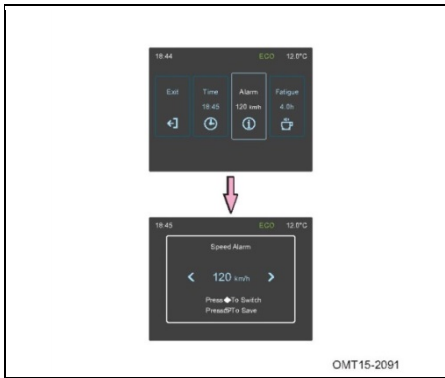 18:44 ECO 12.0°C
Exit Time Alarm Fatigue
18:45 120 km/h 4.0h
18:45 ECO 12.0°C
Speed Alarm
120 km/h
Press To Switch
Press To Save
OMT15-2091